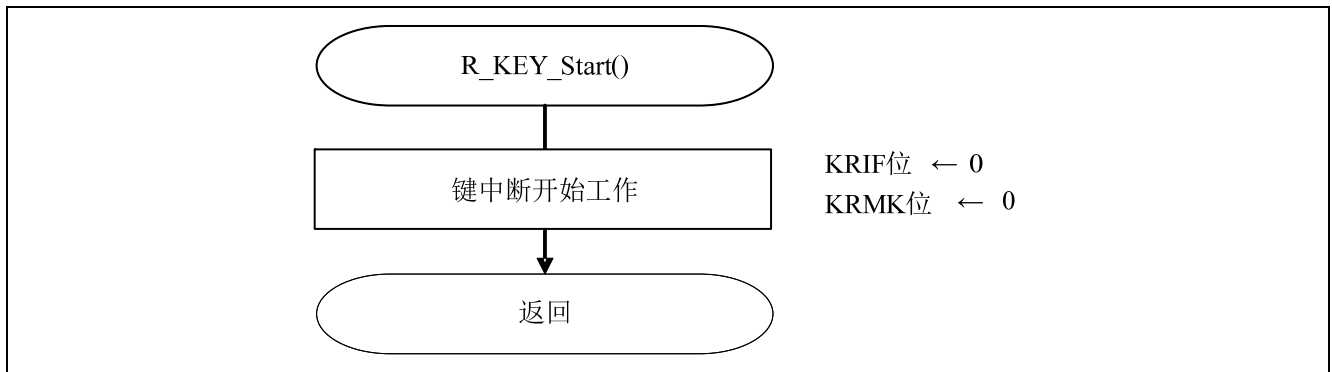 R_KEY_Start()
键中断开始工作
KRIF位 ← 0
KRMK位 ← 0
返回